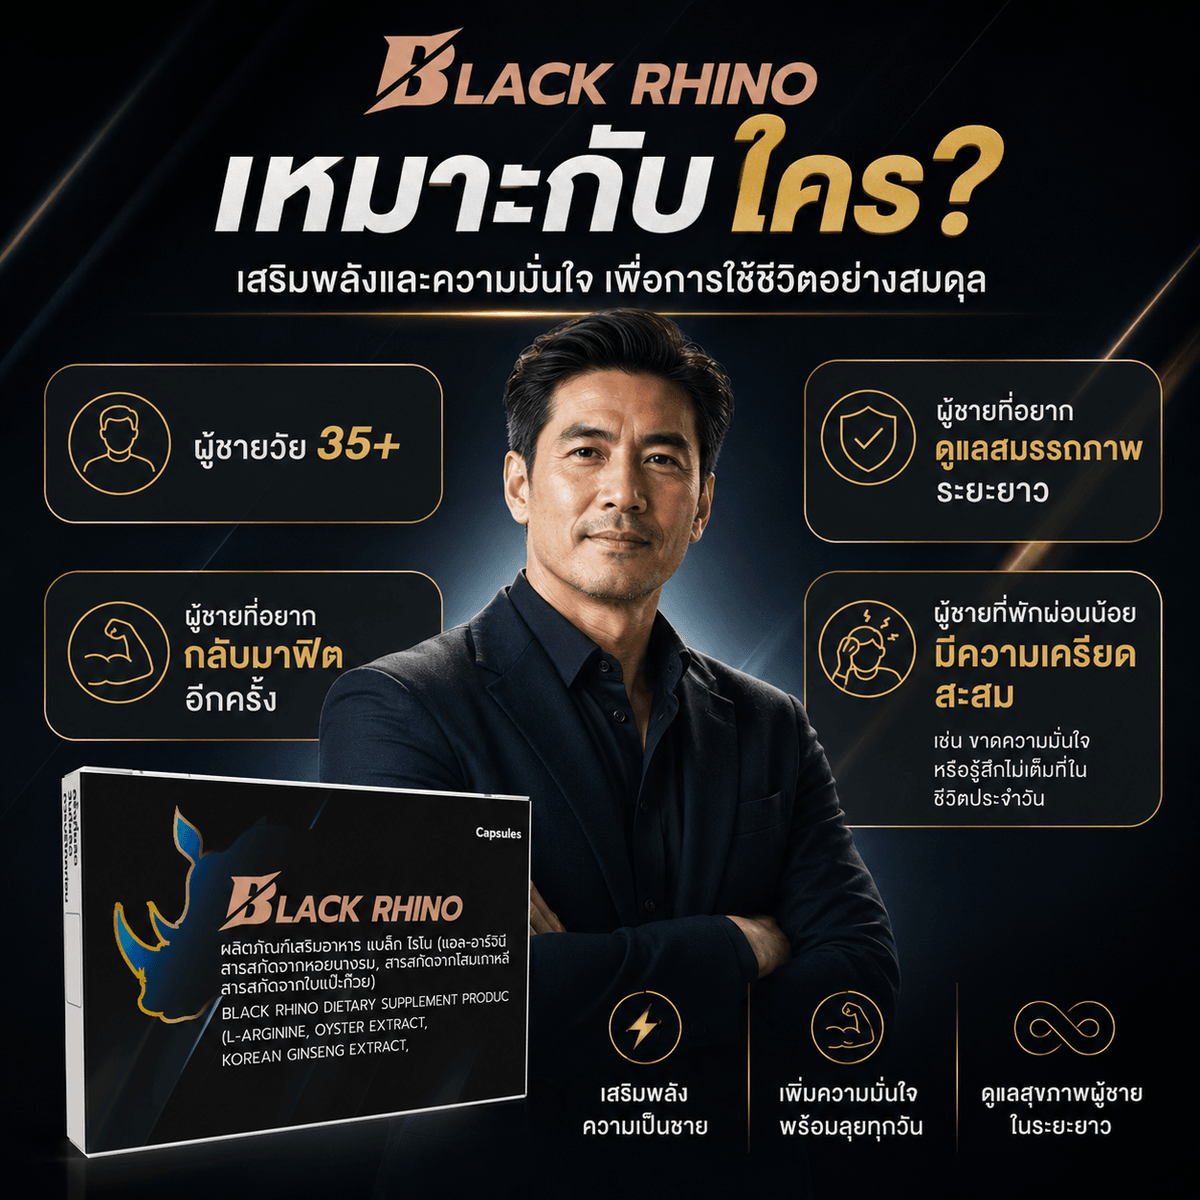 BLACK RHINO
เหมาะกับ ใคร?
เสริมพลังและความมั่นใจ เพื่อการใช้ชีวิตอย่างสมดุล
ผู้ชายวัย 35+
ผู้ชายที่อยาก
ดูแลสมรรถภาพ
ระยะยาว
ผู้ชายที่อยาก
กลับมาฟิต
อีกครั้ง
ผู้ชายที่พักผ่อนน้อย
มีความเครียด
สะสม
เช่น ขาดความมั่นใจ
หรือรู้สึกไม่เต็มที่ใน
ชีวิตประจำวัน
Capsules
BLACK RHINO
ผลิตภัณฑ์เสริมอาหาร แบล็ก ไรโน (แอล-อาร์จินี
สารสกัดจากหอยนางรม, สารสกัดจากโสมเกาหลี
สารสกัดจากใบแป๊ะก๊วย)
BLACK RHINO DIETARY SUPPLEMENT PRODUC
(L-ARGININE, OYSTER EXTRACT,
KOREAN GINSENG EXTRACT,
เสริมพลัง
ความเป็นชาย
เพิ่มความมั่นใจ
พร้อมลุยทุกวัน
ดูแลสุขภาพผู้ชาย
ในระยะยาว